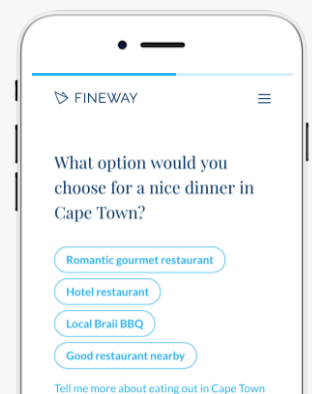 FINEWAY
What option would you
choose for a nice dinner in
Cape Town?
Romantic gourmet restaurant
Hotel restaurant
Local Braii BBQ
Good restaurant nearby
Tell me more about eating out in Cape Town